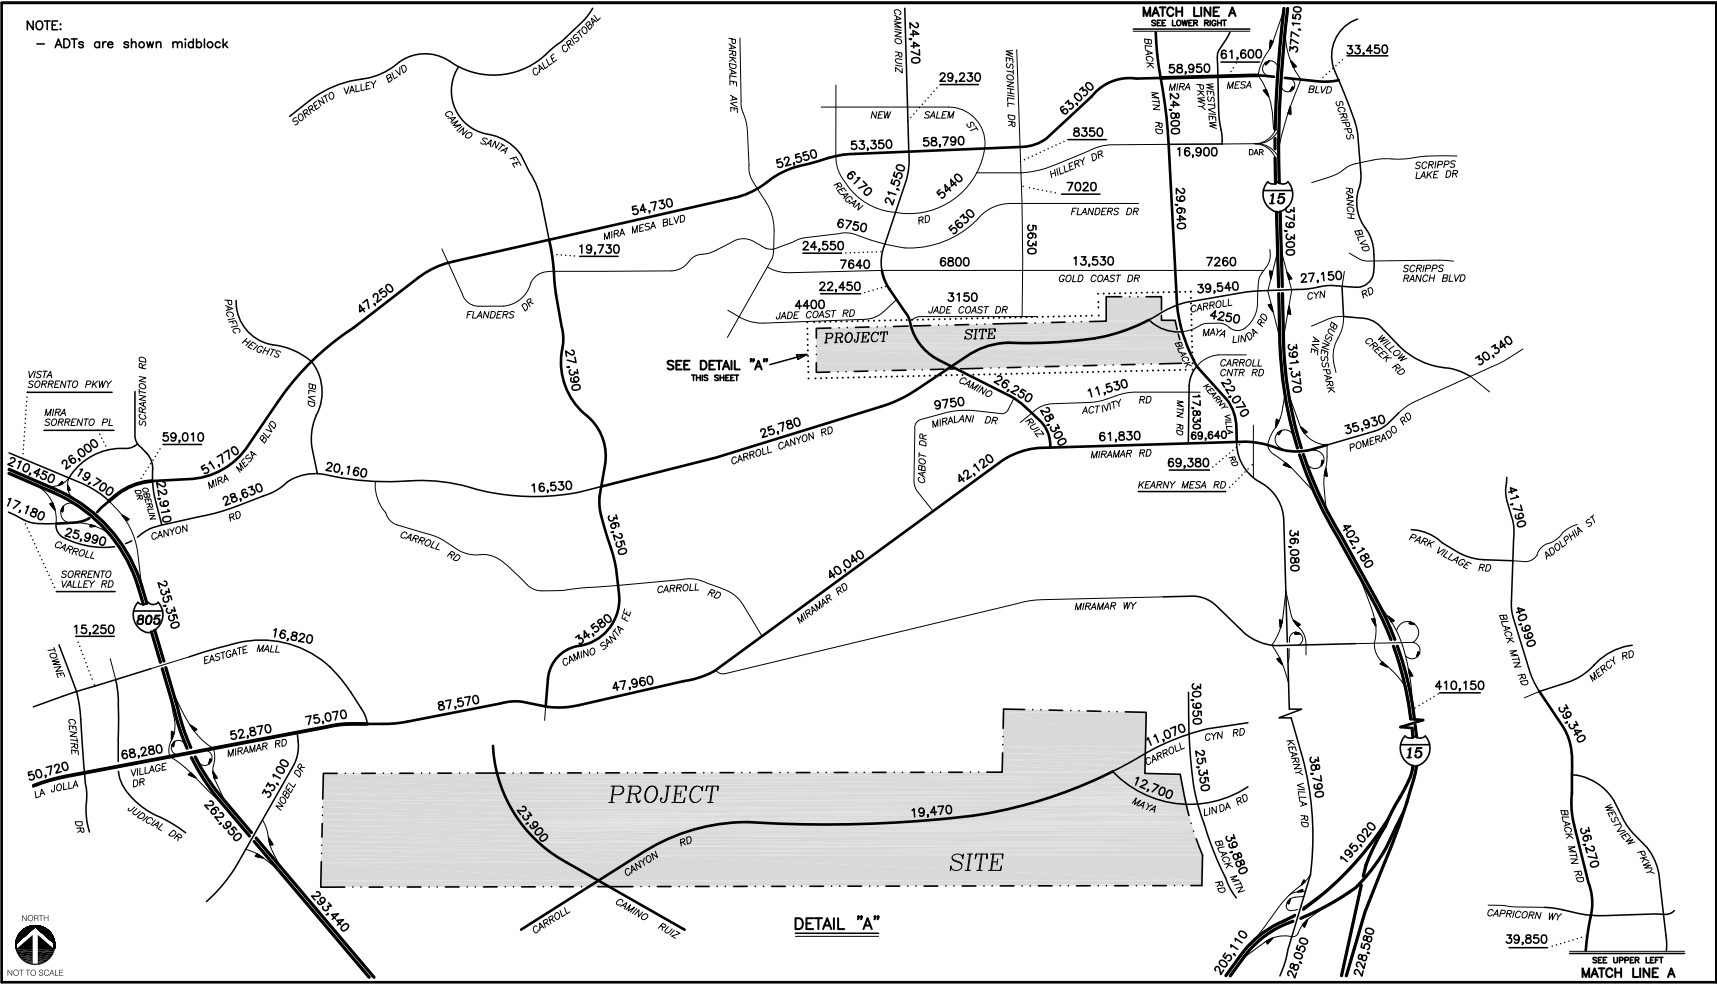 NOTE:
– ADTs are shown midblock
MATCH LINE A
SEE LOWER RIGHT
SORRENTO VALLEY BLVD
CALLE CRISTOBAL
CAMINO SANTA FE
PARKDALE AVE
CAMINO RUIZ
24,470
29,230
WESTONHILL DR
NEW SALEM ST
BLACK MTN RD
24,800
58,950
61,600
MIRA MESA BLVD
WESTVIEW PKWY
377,150
33,450
SCRIPPS RANCH BLVD
63,030
8350
HILLERY DR
16,900
DAR
SCRIPPS
LAKE DR
52,550
53,350
58,790
6170
REAGAN RD
21,550
5440
7020
FLANDERS DR
15
54,730
MIRA MESA BLVD
19,730
6750
5630
24,550
5630
29,640
379,300
7640
6800
13,530
7260
GOLD COAST DR
SCRIPPS
RANCH BLVD
47,250
FLANDERS DR
22,450
4400
JADE COAST RD
3150
JADE COAST DR
39,540
CARROLL CYN RD
27,150
4250
MAYA LINDA RD
PACIFIC HEIGHTS BLVD
27,390
PROJECT SITE
SEE DETAIL "A"
THIS SHEET
BLACK MTN RD
CARROLL
CNTR RD
391,370
BUSINESSPARK AVE
WILLOW CREEK RD
30,340
VISTA
SORRENTO PKWY
MIRA
SORRENTO PL
SCRANTON RD
59,010
26,000
210,450
19,700
17,180
25,990
CARROLL CANYON RD
OBERLIN DR
22,910
51,770
MIRA MESA BLVD
28,630
20,160
16,530
25,780
CARROLL CANYON RD
CAMINO RUIZ
26,250
28,300
9750
MIRALANI DR
11,530
ACTIVITY RD
CABOT DR
17,830
22,070
KEARNY VILLA RD
69,640
61,830
MIRAMAR RD
69,380
KEARNY MESA RD
35,930
POMERADO RD
42,120
SORRENTO
VALLEY RD
36,250
CARROLL RD
CARROLL RD
40,040
MIRAMAR RD
36,080
402,180
MIRAMAR WY
41,790
PARK VILLAGE RD
ADOLPHIA ST
40,990
BLACK MTN RD
MERCY RD
805
235,350
15,250
16,820
EASTGATE MALL
TOWNE CENTRE DR
34,580
CAMINO SANTA FE
47,960
87,570
75,070
52,870
MIRAMAR RD
68,280
50,720
LA JOLLA VILLAGE DR
JUDICIAL DR
262,950
33,100
NOBEL DR
293,440
410,150
15
39,340
36,270
BLACK MTN RD
WESTVIEW PKWY
CAPRICORN WY
39,850
SEE UPPER LEFT
MATCH LINE A
PROJECT
SITE
23,900
19,470
CARROLL CANYON RD
CAMINO RUIZ
30,950
11,070
CARROLL CYN RD
25,350
12,700
MAYA LINDA RD
39,880
BLACK MTN RD
38,790
KEARNY VILLA RD
195,020
205,110
28,050
228,580
DETAIL "A"
NORTH
NOT TO SCALE